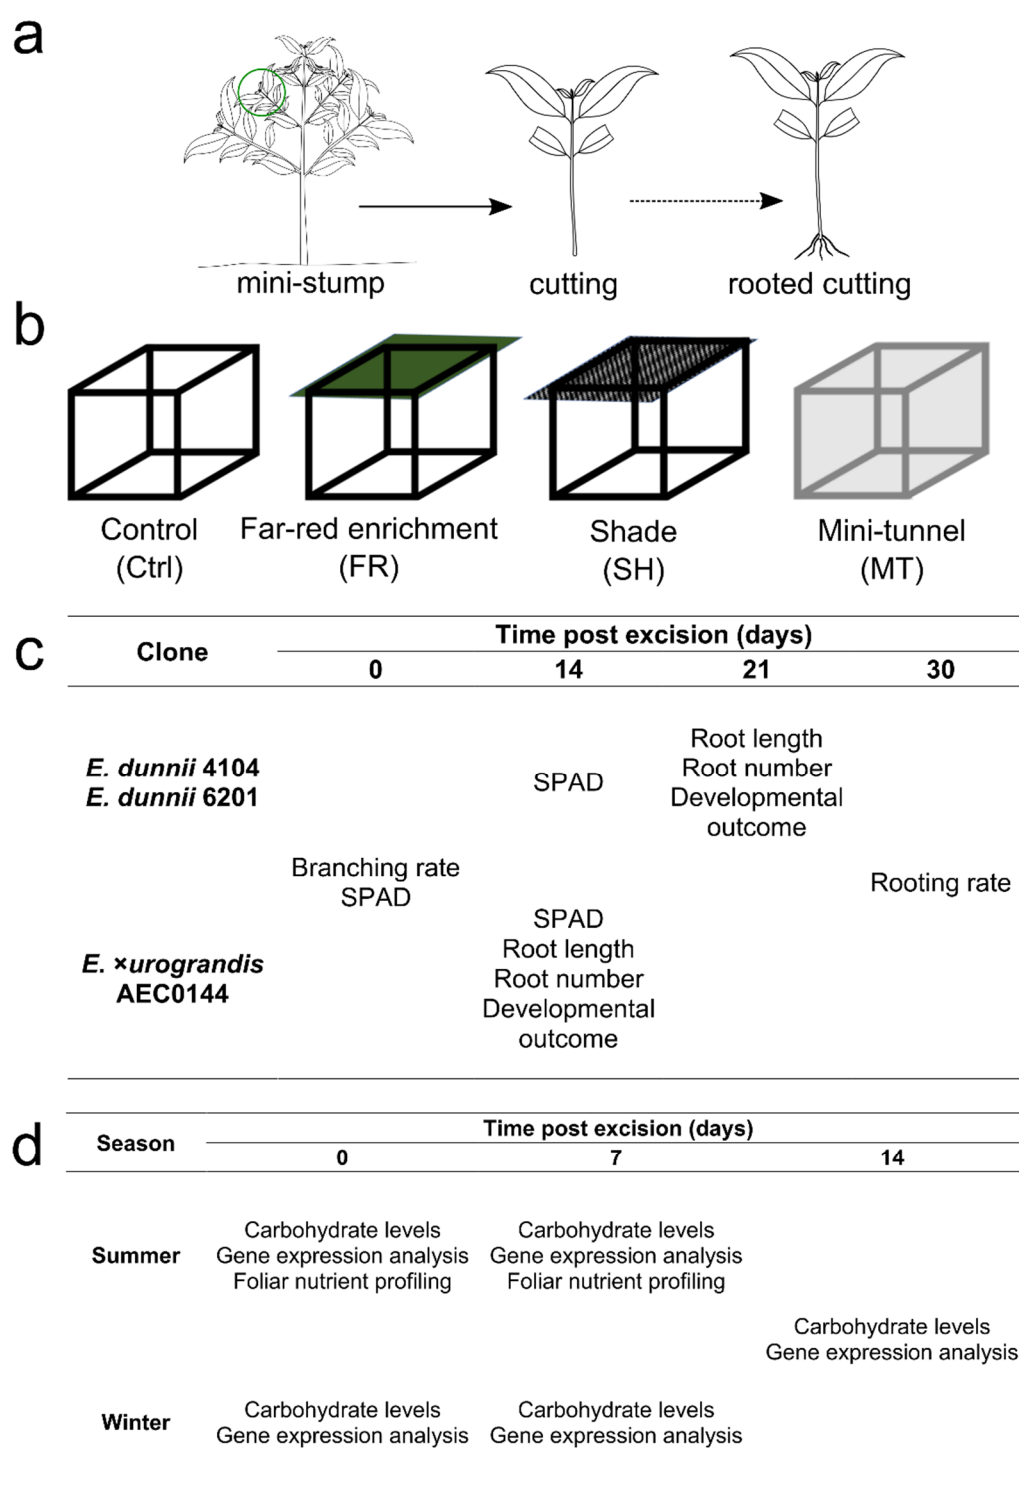 a
mini-stump
cutting
rooted cutting
b
Control
(Ctrl)
Far-red enrichment
(FR)
Shade
(SH)
Mini-tunnel
(MT)
c
Clone
Time post excision (days)
0 14 21 30
E. dunnii 4104
E. dunnii 6201
SPAD
Root length
Root number
Developmental
outcome
Branching rate
SPAD
Rooting rate
E. ×urograndis
AEC0144
SPAD
Root length
Root number
Developmental
outcome
d
Season
Time post excision (days)
0 7 14
Summer
Carbohydrate levels
Gene expression analysis
Foliar nutrient profiling
Carbohydrate levels
Gene expression analysis
Foliar nutrient profiling
Carbohydrate levels
Gene expression analysis
Winter
Carbohydrate levels
Gene expression analysis
Carbohydrate levels
Gene expression analysis